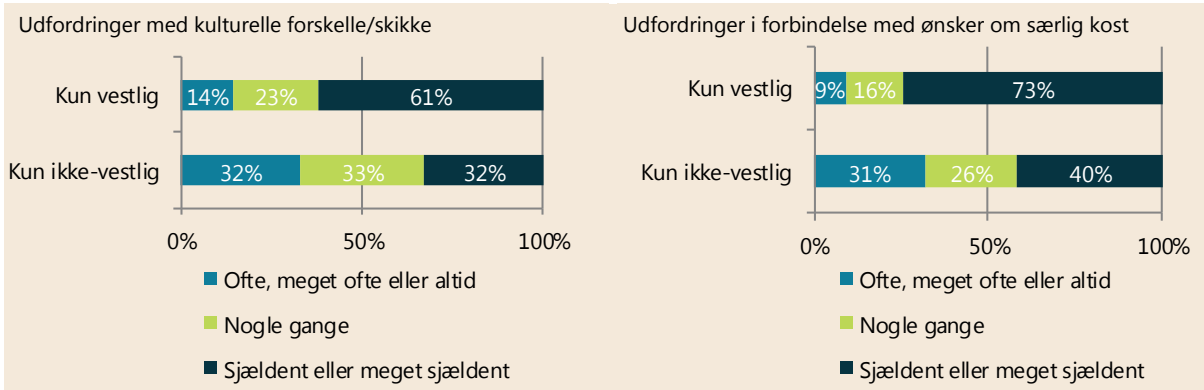 Udfordringer med kulturelle forskelle/skikke
Kun vestlig
14% 23% 61%
Kun ikke-vestlig
32% 33% 32%
0% 50% 100%
Ofte, meget ofte eller altid
Nogle gange
Sjældent eller meget sjældent
Udfordringer i forbindelse med ønsker om særlig kost
Kun vestlig
9% 16% 73%
Kun ikke-vestlig
31% 26% 40%
0% 50% 100%
Ofte, meget ofte eller altid
Nogle gange
Sjældent eller meget sjældent